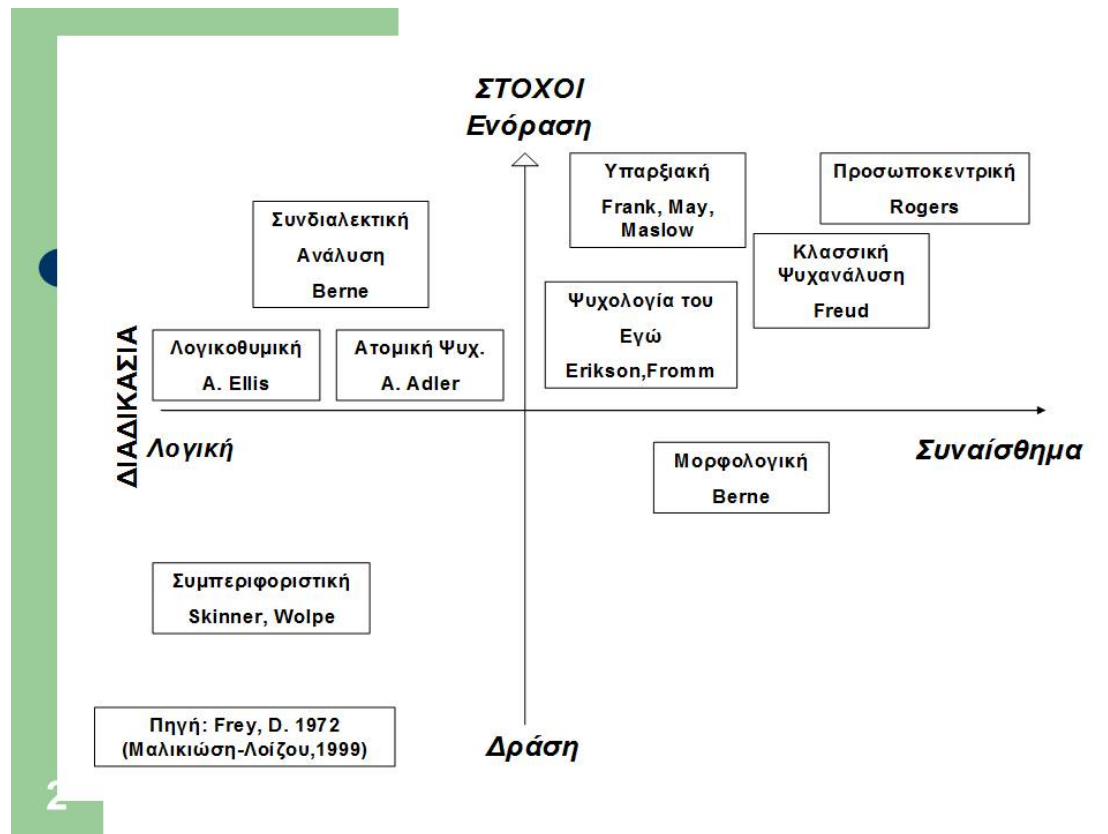 ΣΤΟΧΟΙ
Ενόραση
Υπαρξιακή
Frank, May,
Maslow
Προσωποκεντρική
Rogers
Συνδιαλεκτική
Ανάλυση
Berne
Κλασσική
Ψυχανάλυση
Freud
Ψυχολογία του
Εγώ
Erikson,Fromm
Λογικοθυμική
A. Ellis
Ατομική Ψυχ.
A. Adler
ΔΙΑΔΙΚΑΣΙΑ
Λογική
Συναίσθημα
Μορφολογική
Berne
Συμπεριφοριστική
Skinner, Wolpe
Πηγή: Frey, D. 1972
(Μαλικιώση-Λοίζου,1999)
Δράση
2